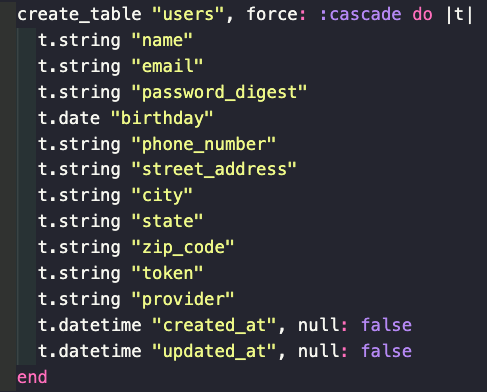 create_table "users", force: :cascade do |t|
t.string "name"
t.string "email"
t.string "password_digest"
t.date "birthday"
t.string "phone_number"
t.string "street_address"
t.string "city"
t.string "state"
t.string "zip_code"
t.string "token"
t.string "provider"
t.datetime "created_at", null: false
t.datetime "updated_at", null: false
end